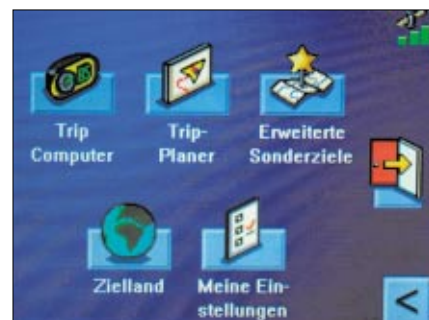 Trip
Computer
Trip-
Planer
Erweiterte
Sonderziele
Zielland
Meine Ein-
stellungen
<